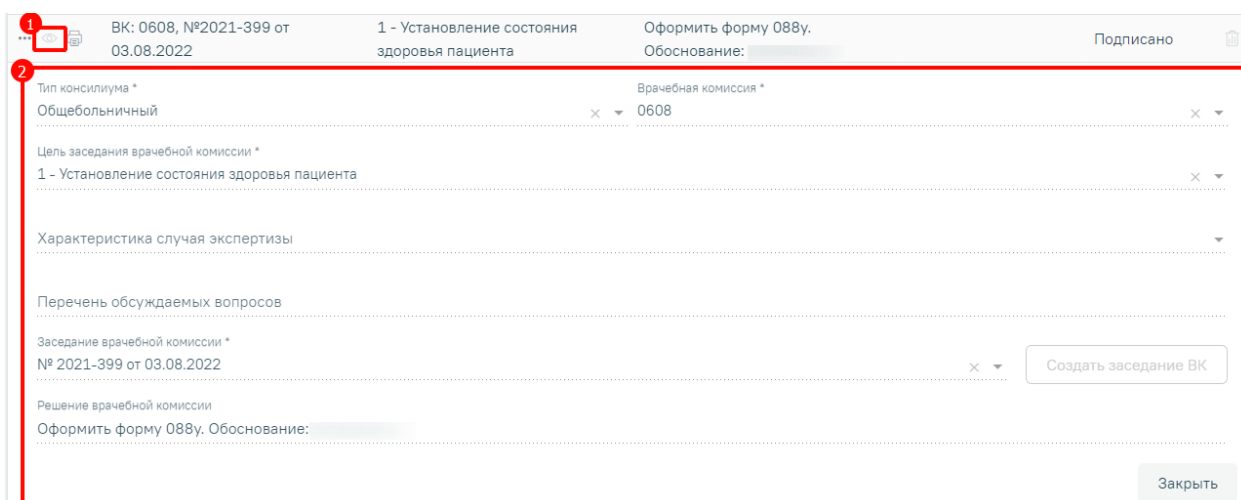 1
ВК: 0608, №2021-399 от 1 - Установление состояния Оформить форму 088у.
03.08.2022 здоровья пациента Обоснование: Подписано
2
Тип консилиума * Врачебная комиссия *
Общебольничный 0608
Цель заседания врачебной комиссии *
1 - Установление состояния здоровья пациента
Характеристика случая экспертизы
Перечень обсуждаемых вопросов
Заседание врачебной комиссии *
№ 2021-399 от 03.08.2022 Создать заседание ВК
Решение врачебной комиссии
Оформить форму 088у. Обоснование:
Закрыть